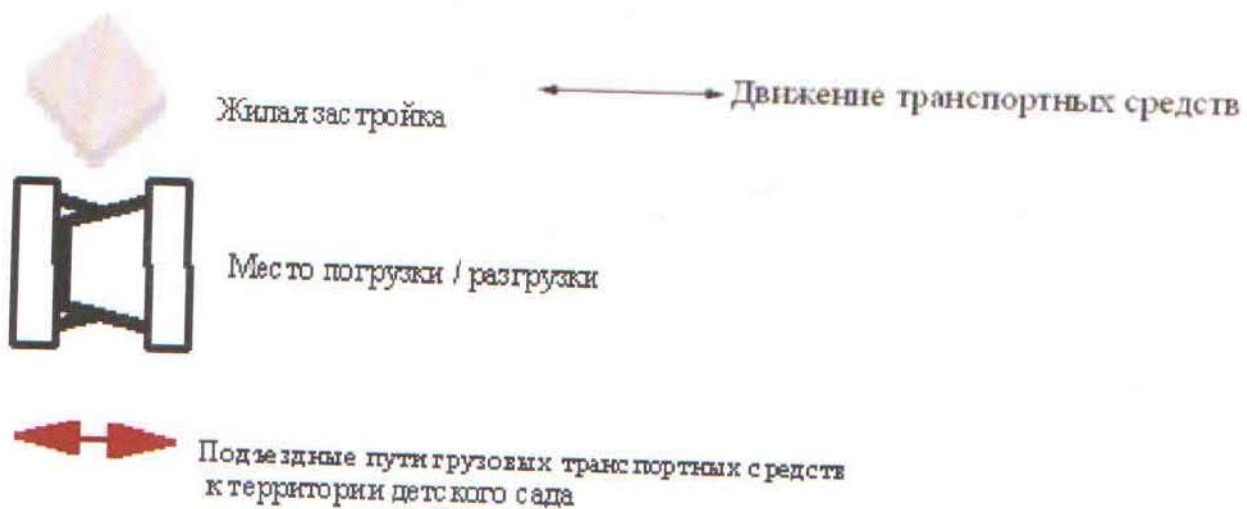 Жилая застройка
Движение транспортных средств
Место погрузки / разгрузки
Подъездные пути грузовых транспортных средств
к территории детского сада